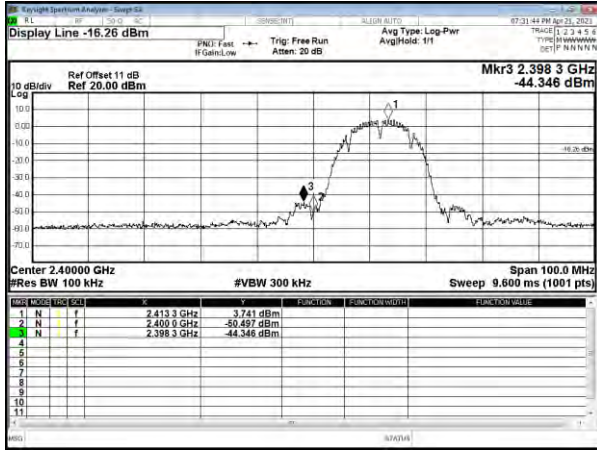 Keysight Spectrum Analyzer - Swept SA
RL RF 50 Ω AC SENSE:INT ALIGN AUTO 07:31:44 PM Apr 21, 2021
Display Line -16.26 dBm
PNO: Fast
IFGain:Low
Trig: Free Run
Atten: 20 dB
Avg Type: Log-Pwr
Avg|Hold: 1/1
TRACE 1 2 3 4 5 6
TYPE M W W W W W
DET P N N N N N
Ref Offset 11 dB
Ref 20.00 dBm
10 dB/div
Log
Mkr3 2.398 3 GHz
-44.346 dBm
10.0
0.00
-10.0
-20.0
-30.0
-40.0
-50.0
-60.0
-70.0
1
2
3
-16.26 dBm
Center 2.40000 GHz
#Res BW 100 kHz
#VBW 300 kHz
Span 100.0 MHz
Sweep 9.600 ms (1001 pts)
MKR MODE TRC SCL X Y FUNCTION FUNCTION WIDTH FUNCTION VALUE
1 N 1 f 2.413 3 GHz 3.741 dBm
2 N 1 f 2.400 0 GHz -50.497 dBm
3 N 1 f 2.398 3 GHz -44.346 dBm
4
5
6
7
8
9
10
11
MSG STATUS